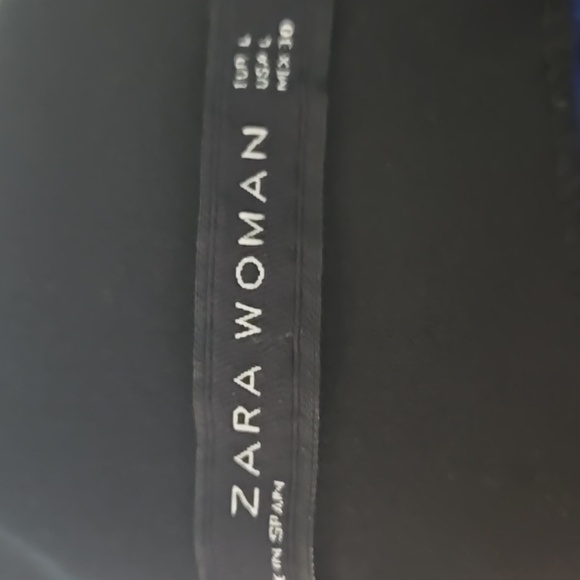 ZARA WOMAN
EUR L
USA L
MEX 30
IN SPAIN